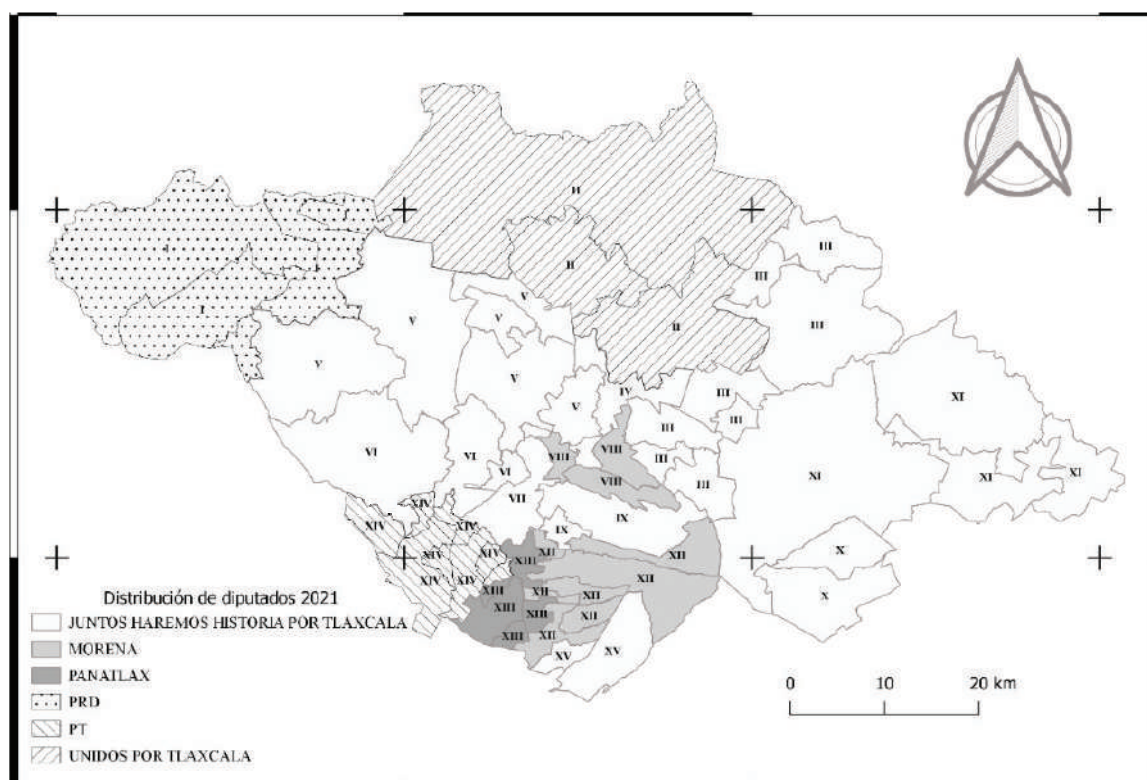 II
I
I
III
II
III
I
V
V
V
II
III
V
V
IV
III
XI
V
III
III
VI
VI
VIII
VIII
III
VI
VIII
III
XI
XI
XI
XIV
VII
XIV
XIV
IX
IX
XIV
XIV
XIII
XII
XII
X
XIV
XIV
XII
XIII
XII
XII
X
XIII
XIII
XII
XIII
XII
XV
XV
Distribución de diputados 2021
JUNTOS HAREMOS HISTORIA POR TLAXCALA
MORENA
PANATLAX
PRD
PT
UNIDOS POR TLAXCALA
0 10 20 km